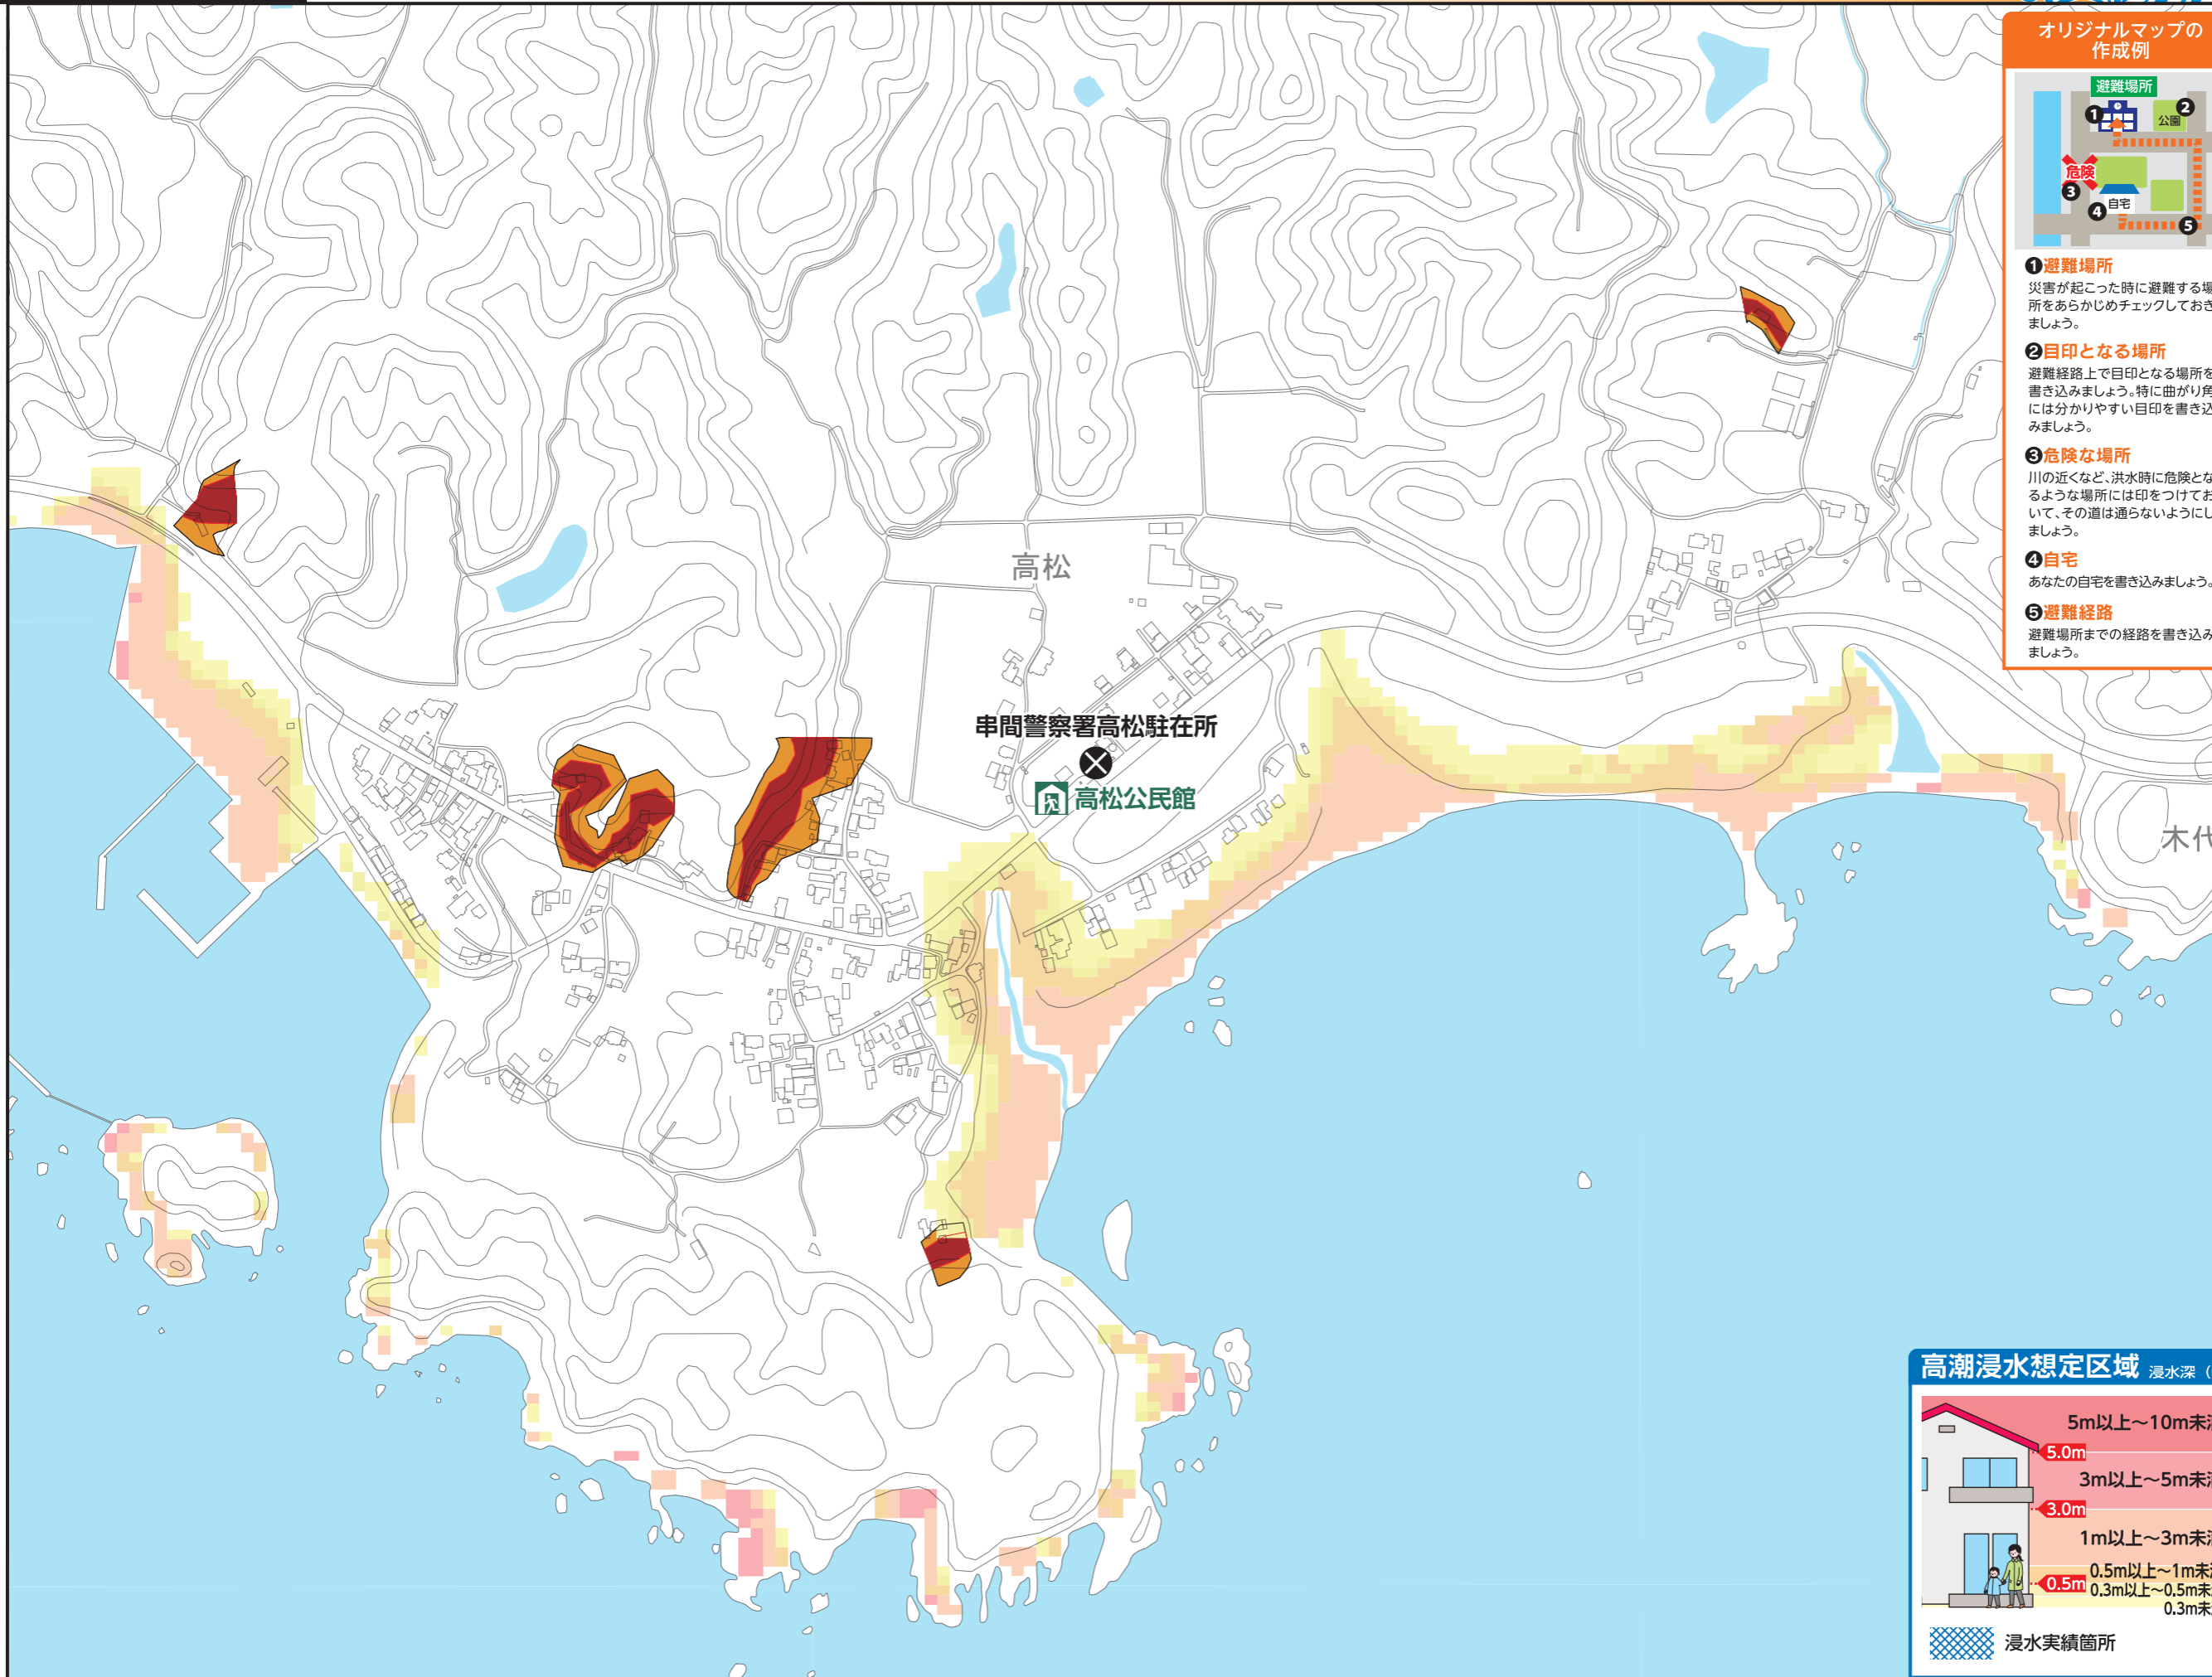 オリジナルマップの
作成例
避難場所
❶
❷
公園
危険
❸
❹
自宅
❺
❶避難場所
災害が起こった時に避難する場
所をあらかじめチェックしておき
ましょう。
❷目印となる場所
避難経路上で目印となる場所を
書き込みましょう。特に曲がり角
には分かりやすい目印を書き込
みましょう。
❸危険な場所
川の近くなど、洪水時に危険とな
るような場所には印をつけてお
いて、その道は通らないようにし
ましょう。
❹自宅
あなたの自宅を書き込みましょう。
❺避難経路
避難場所までの経路を書き込み
ましょう。
高松
串間警察署高松駐在所
高松公民館
木代
高潮浸水想定区域 浸水深（
5m以上～10m未満
5.0m
3m以上～5m未満
3.0m
1m以上～3m未満
0.5m以上～1m未満
0.5m
0.3m以上～0.5m未
0.3m未
浸水実績箇所